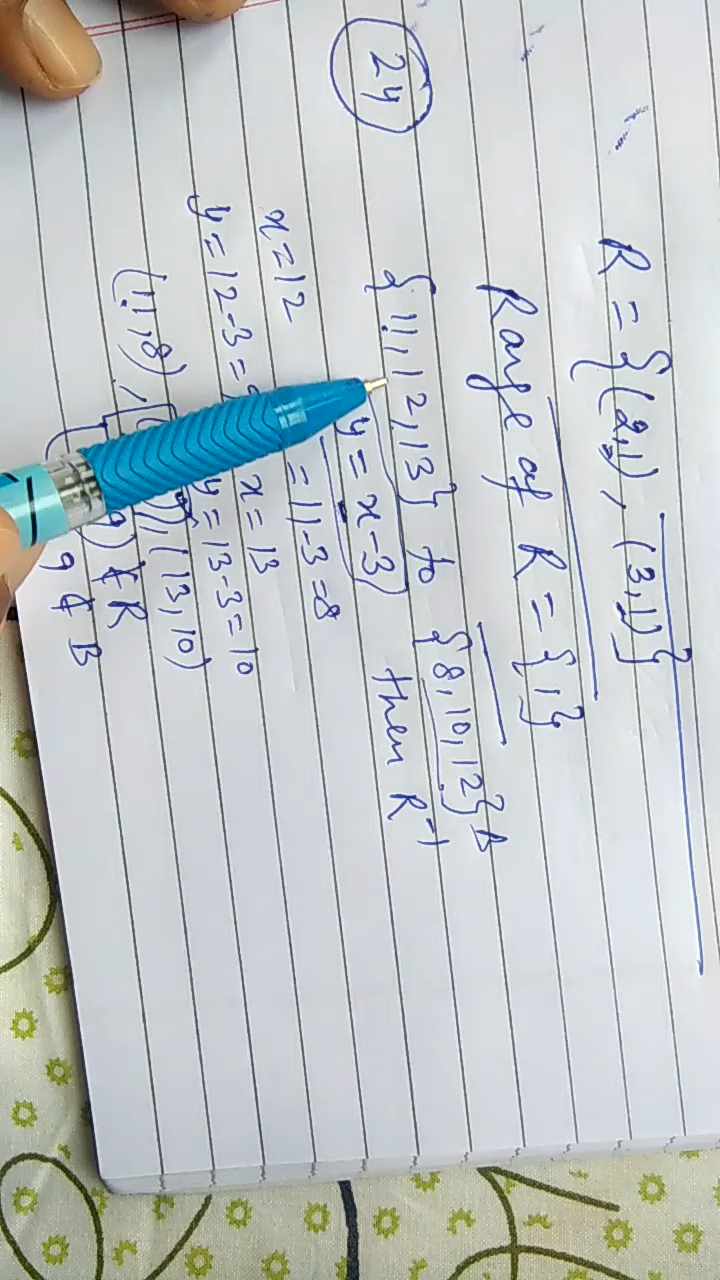 R = {(2,1), (3,1)}
Range of R = {1}
24 {11,12,13} to {8,10,12} B
y = x-3 then R⁻¹
= 11-3 = 8
x = 12 x = 13
y = 12-3 = y = 13-3 = 10
(11,8), (13,10)
9) ∉ R
9 ∉ B